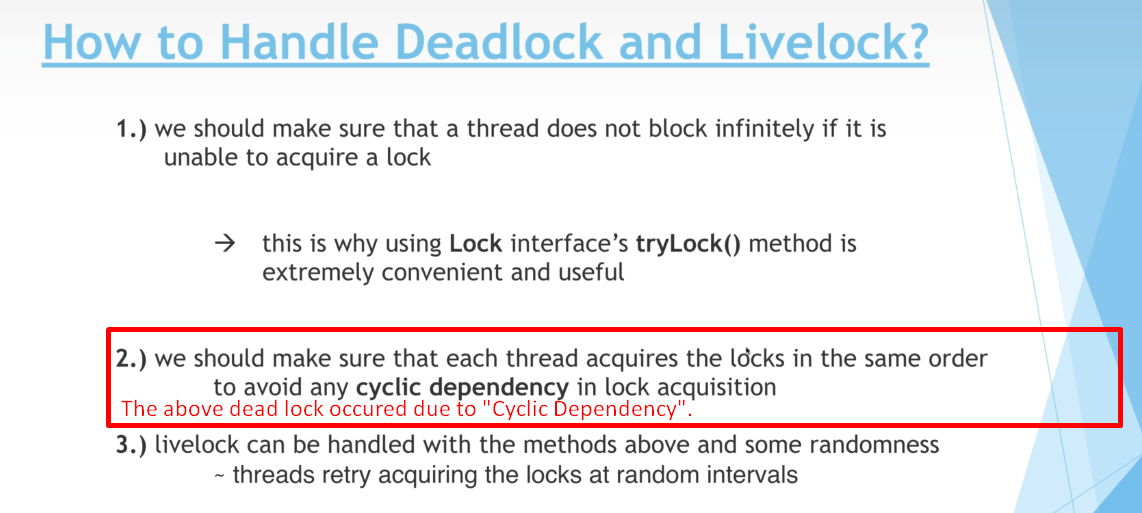 How to Handle Deadlock and Livelock?
1.) we should make sure that a thread does not block infinitely if it is
unable to acquire a lock
→ this is why using Lock interface’s tryLock() method is
extremely convenient and useful
2.) we should make sure that each thread acquires the locks in the same order
to avoid any cyclic dependency in lock acquisition
The above dead lock occured due to "Cyclic Dependency".
3.) livelock can be handled with the methods above and some randomness
~ threads retry acquiring the locks at random intervals